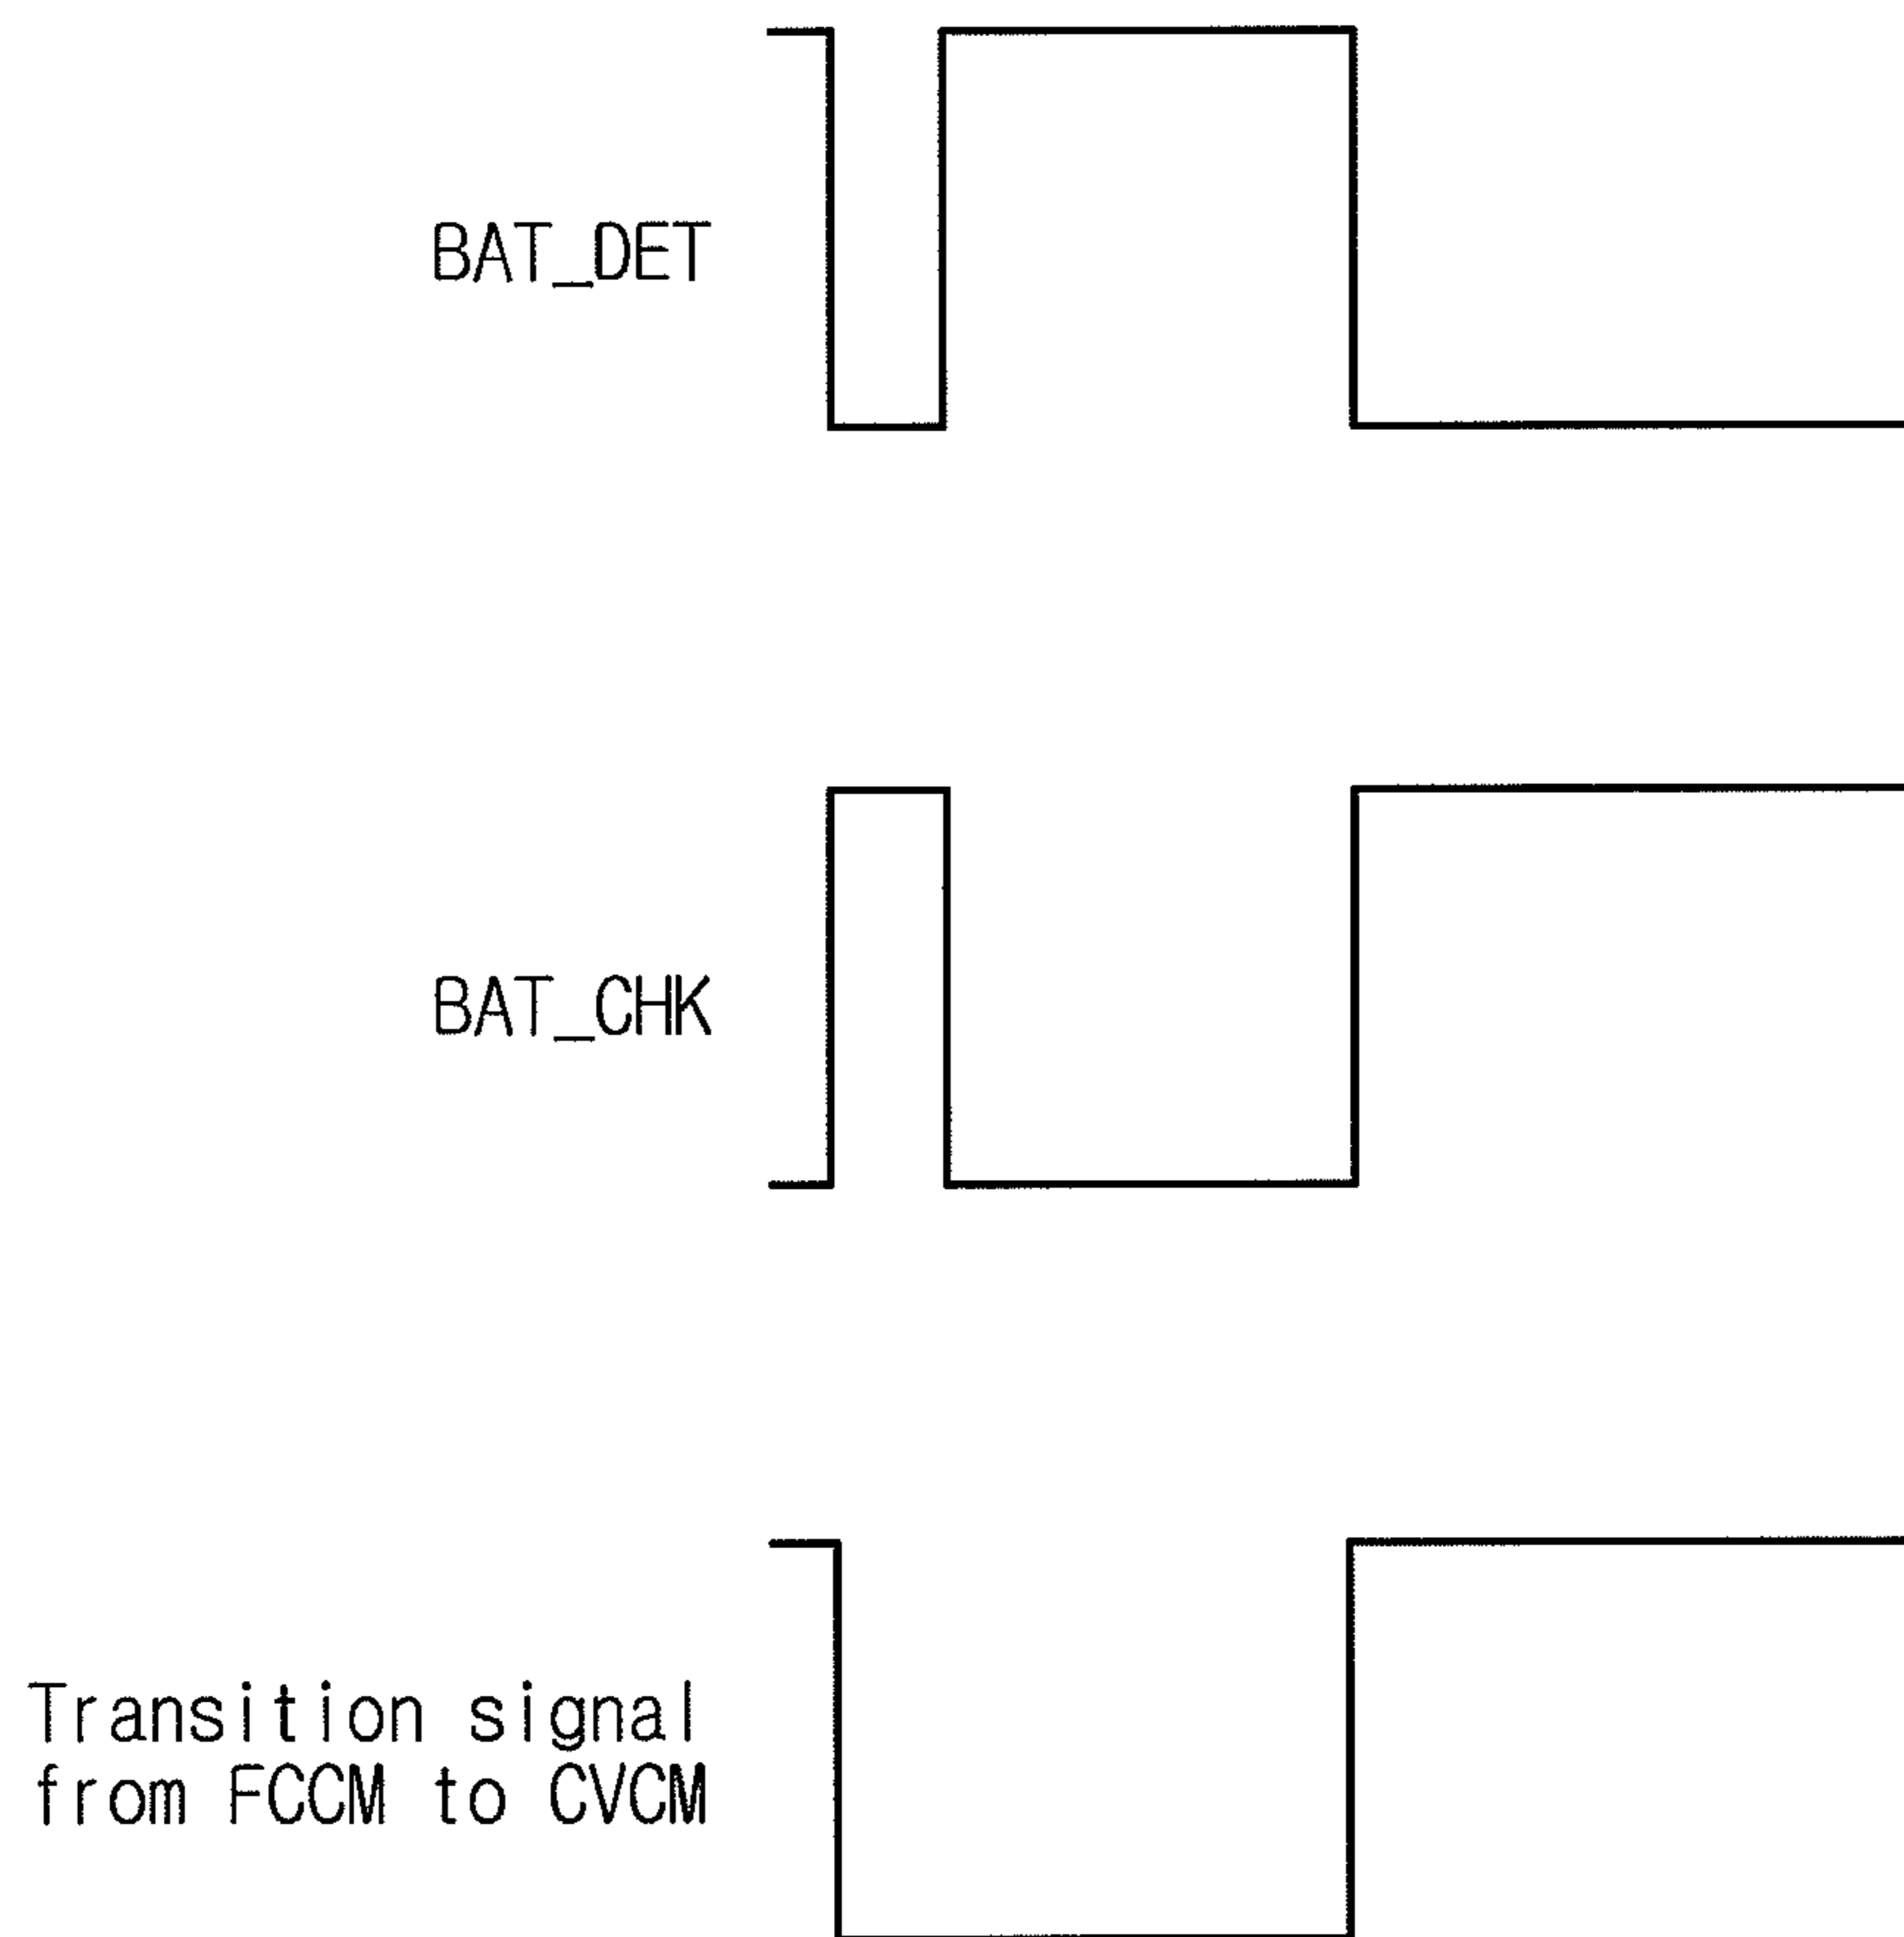 BAT_DET
BAT_CHK
Transition signal
from FCCM to CVCM